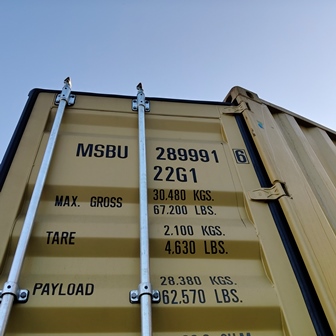 MSBU 289991 6
22G1
MAX. GROSS 30.480 KGS.
67.200 LBS.
TARE 2.100 KGS.
4,630 LBS.
PAYLOAD 28.380 KGS.
62,570 LBS.